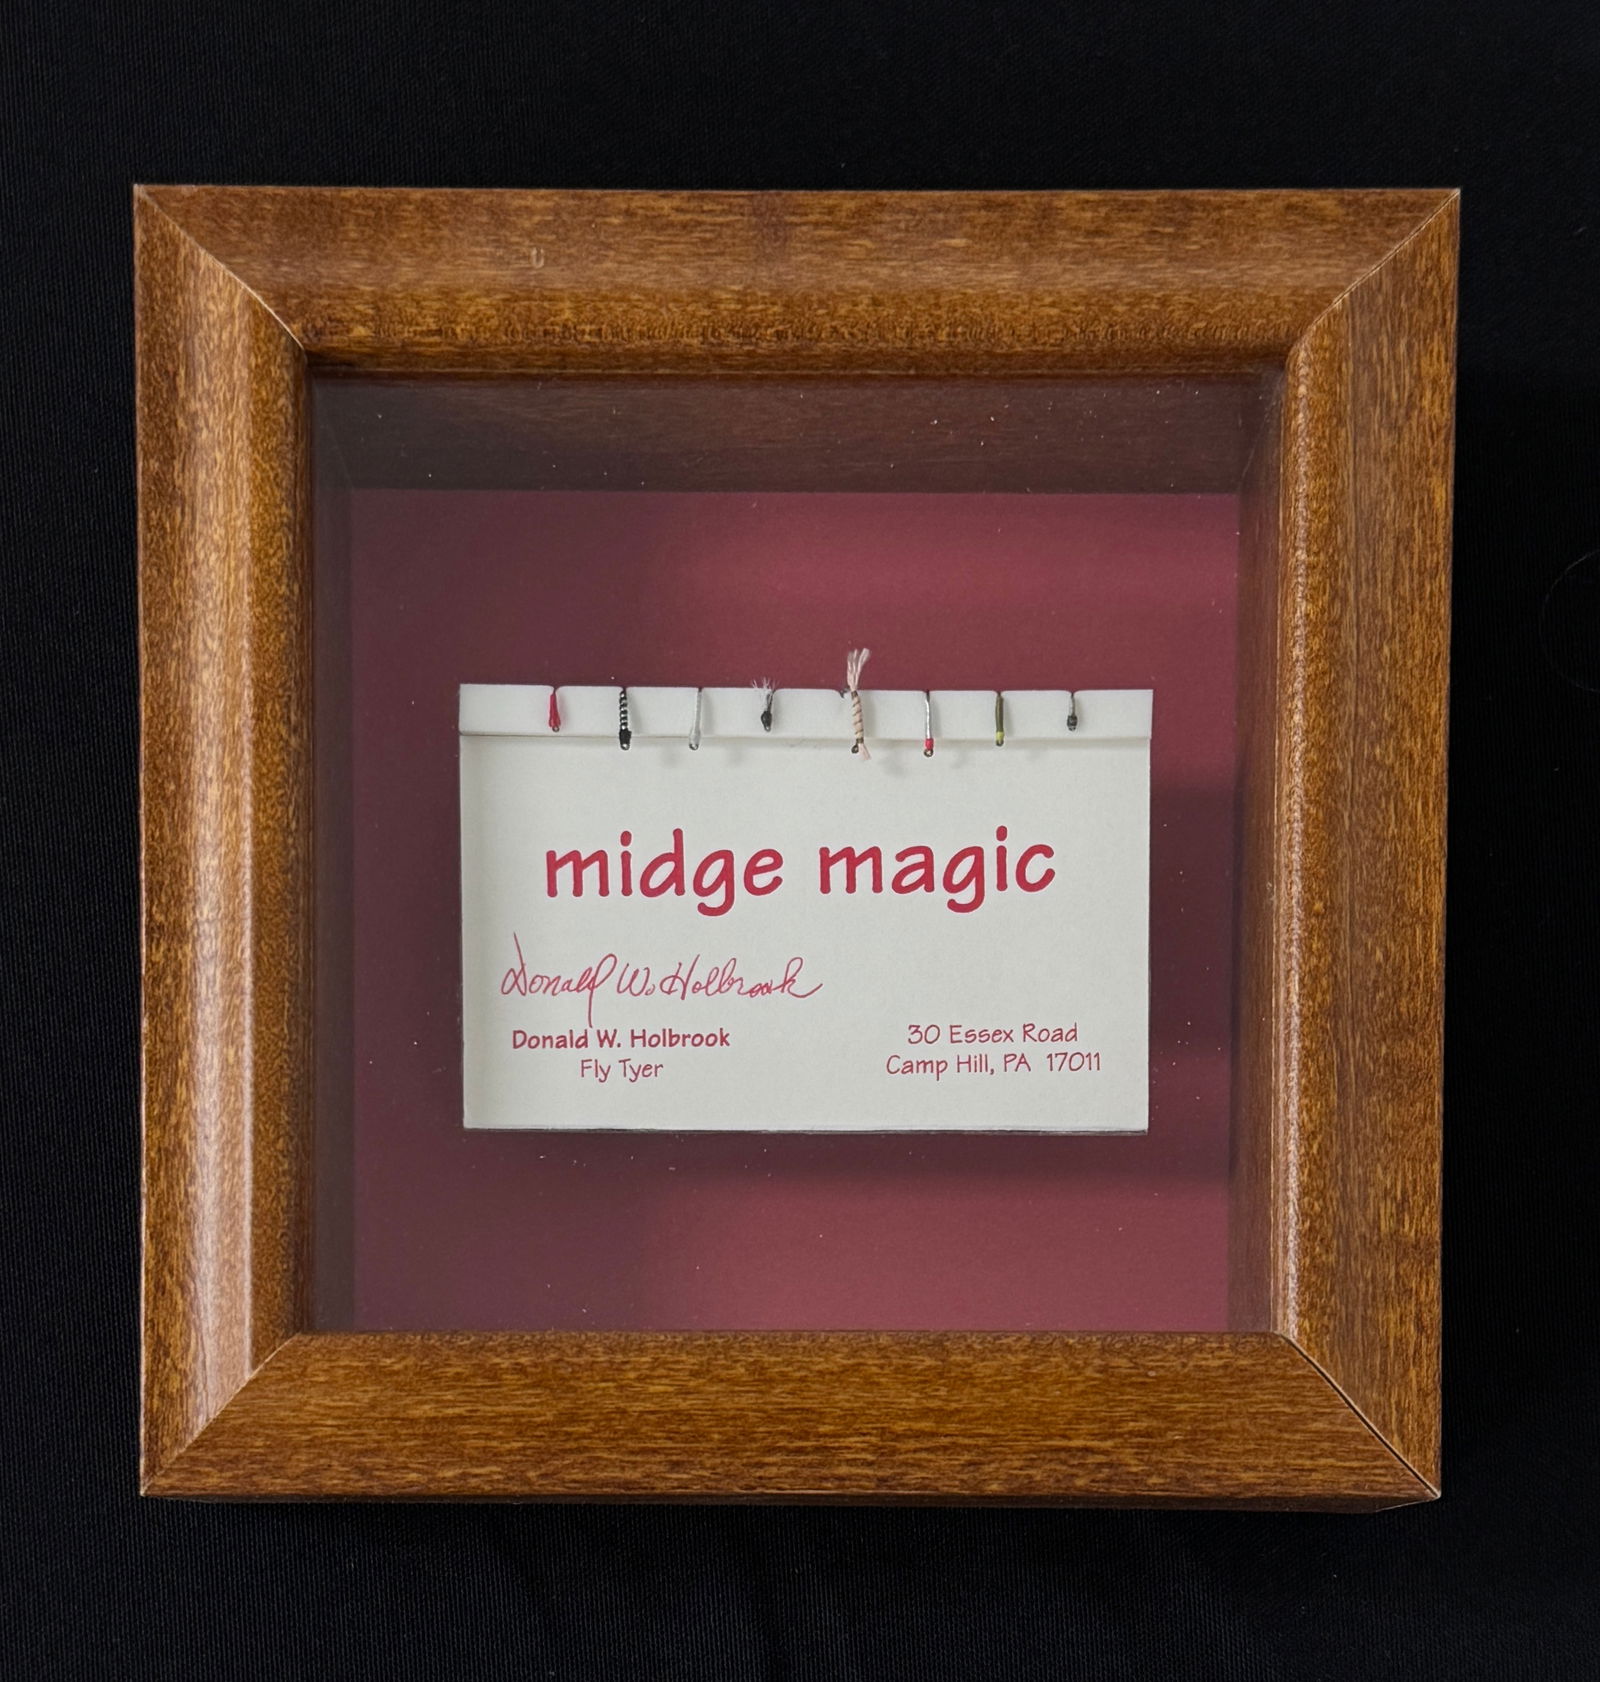 midge magic
Donald W. Holbrook
Donald W. Holbrook
Fly Tyer
30 Essex Road
Camp Hill, PA 17011